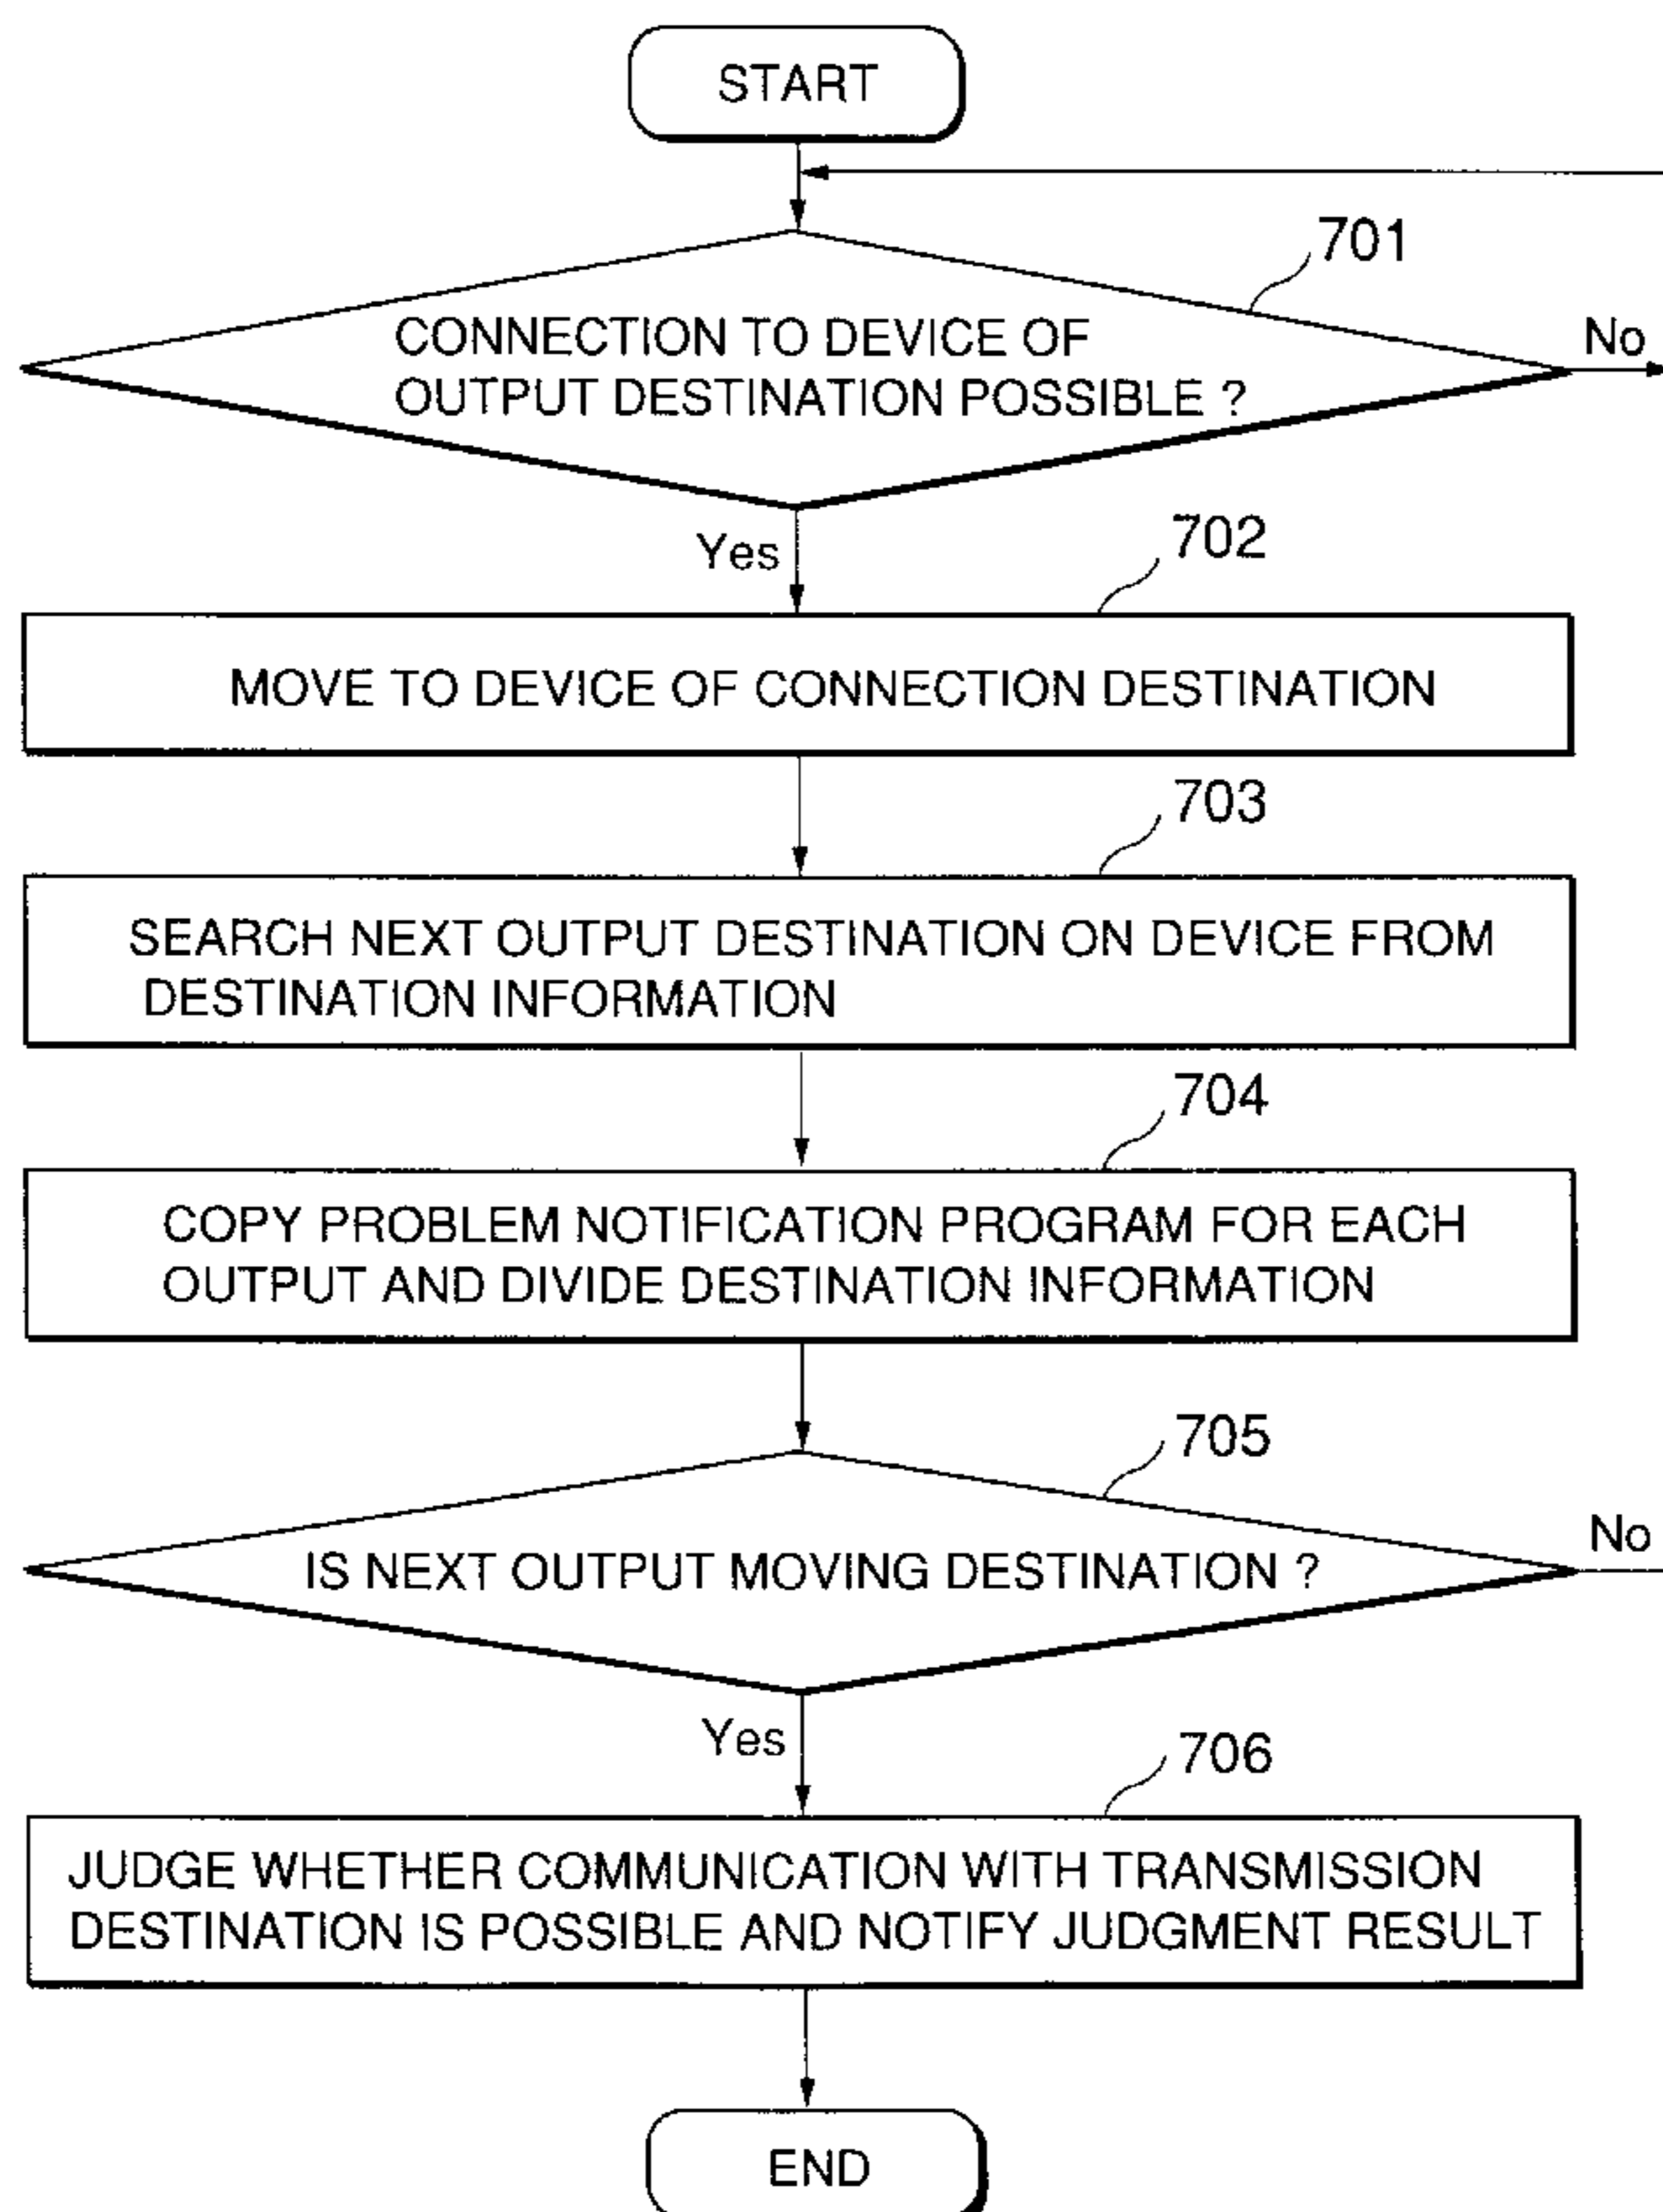 START
701
CONNECTION TO DEVICE OF
OUTPUT DESTINATION POSSIBLE ?
No
Yes
702
MOVE TO DEVICE OF CONNECTION DESTINATION
703
SEARCH NEXT OUTPUT DESTINATION ON DEVICE FROM
DESTINATION INFORMATION
704
COPY PROBLEM NOTIFICATION PROGRAM FOR EACH
OUTPUT AND DIVIDE DESTINATION INFORMATION
705
IS NEXT OUTPUT MOVING DESTINATION ?
No
Yes
706
JUDGE WHETHER COMMUNICATION WITH TRANSMISSION
DESTINATION IS POSSIBLE AND NOTIFY JUDGMENT RESULT
END